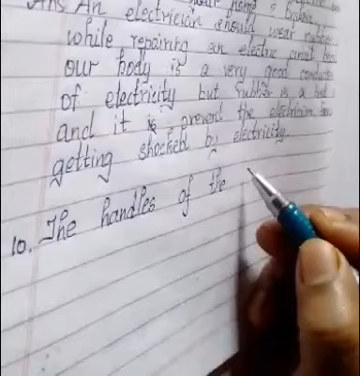 Ans An electrician should wear rubber
while repairing an electric
our body is a very good conductor
of electricity but rubber is a bad
and it is prevent the electrician from
getting shocked by electricity
10. The handles of the